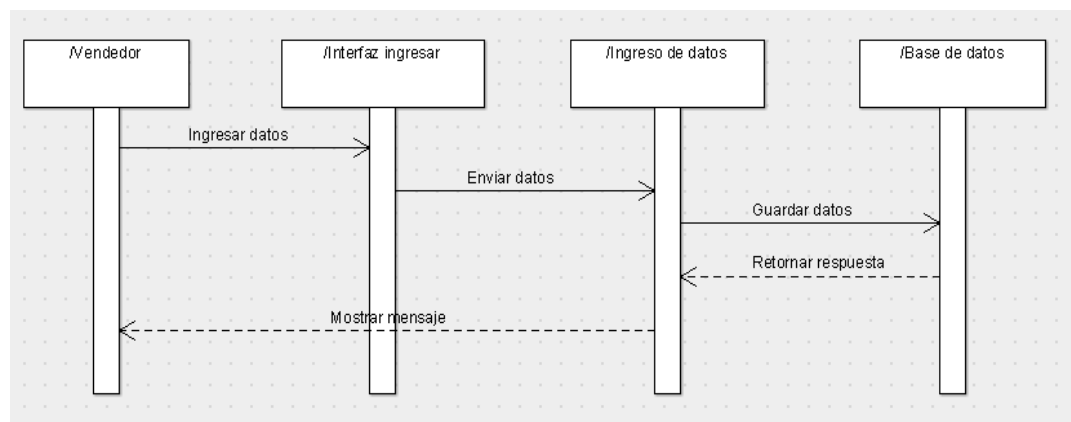 /Vendedor
/Interfaz ingresar
/Ingreso de datos
/Base de datos
Ingresar datos
Enviar datos
Guardar datos
Retornar respuesta
Mostrar mensaje